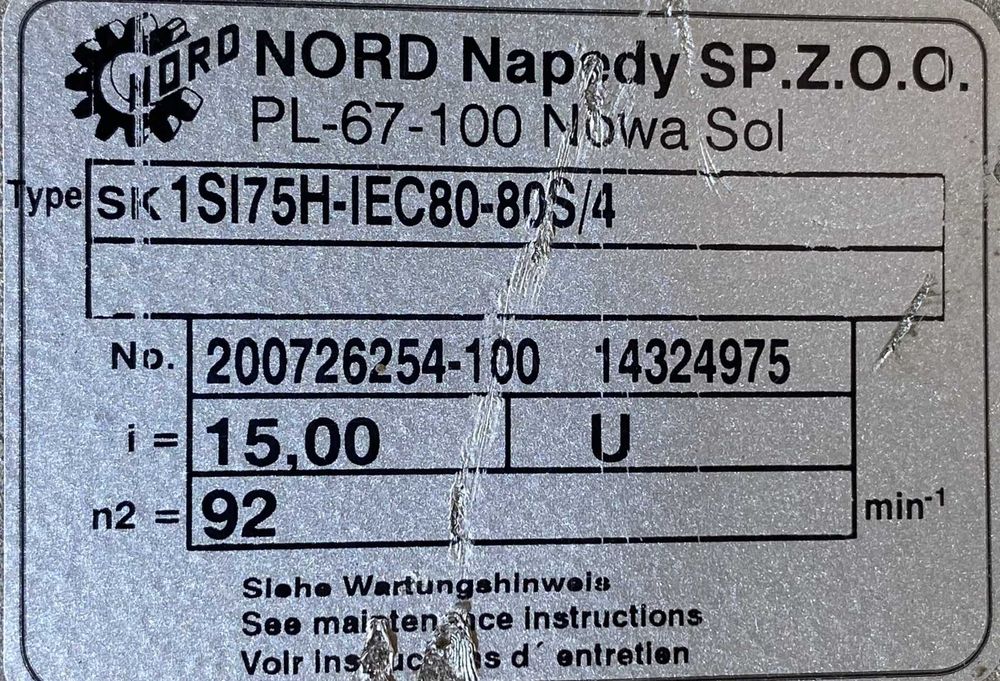 NORD NORD Napędy SP.Z.O.O.
PL-67-100 Nowa Sol
Type SK 1SI75H-IEC80-80S/4
No. 200726254-100 14324975
i = 15,00 U
n2 = 92 min-1
Siehe Wartungshinweis
See maintenance instructions
Voir instructions d´ entretien